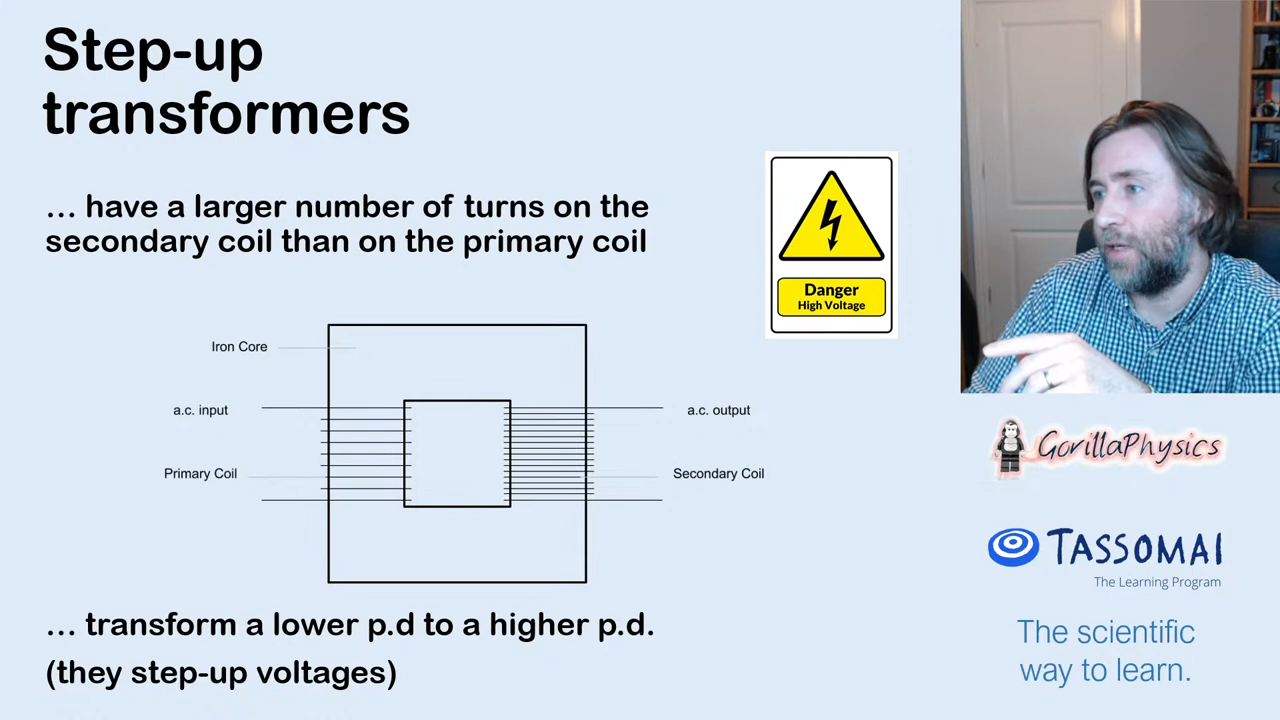 Step-up
transformers
… have a larger number of turns on the
secondary coil than on the primary coil
Danger
High Voltage
Iron Core
a.c. input
a.c. output
Primary Coil
Secondary Coil
… transform a lower p.d to a higher p.d.
(they step-up voltages)
GorillaPhysics
TASSOMAI
The Learning Program
The scientific
way to learn.